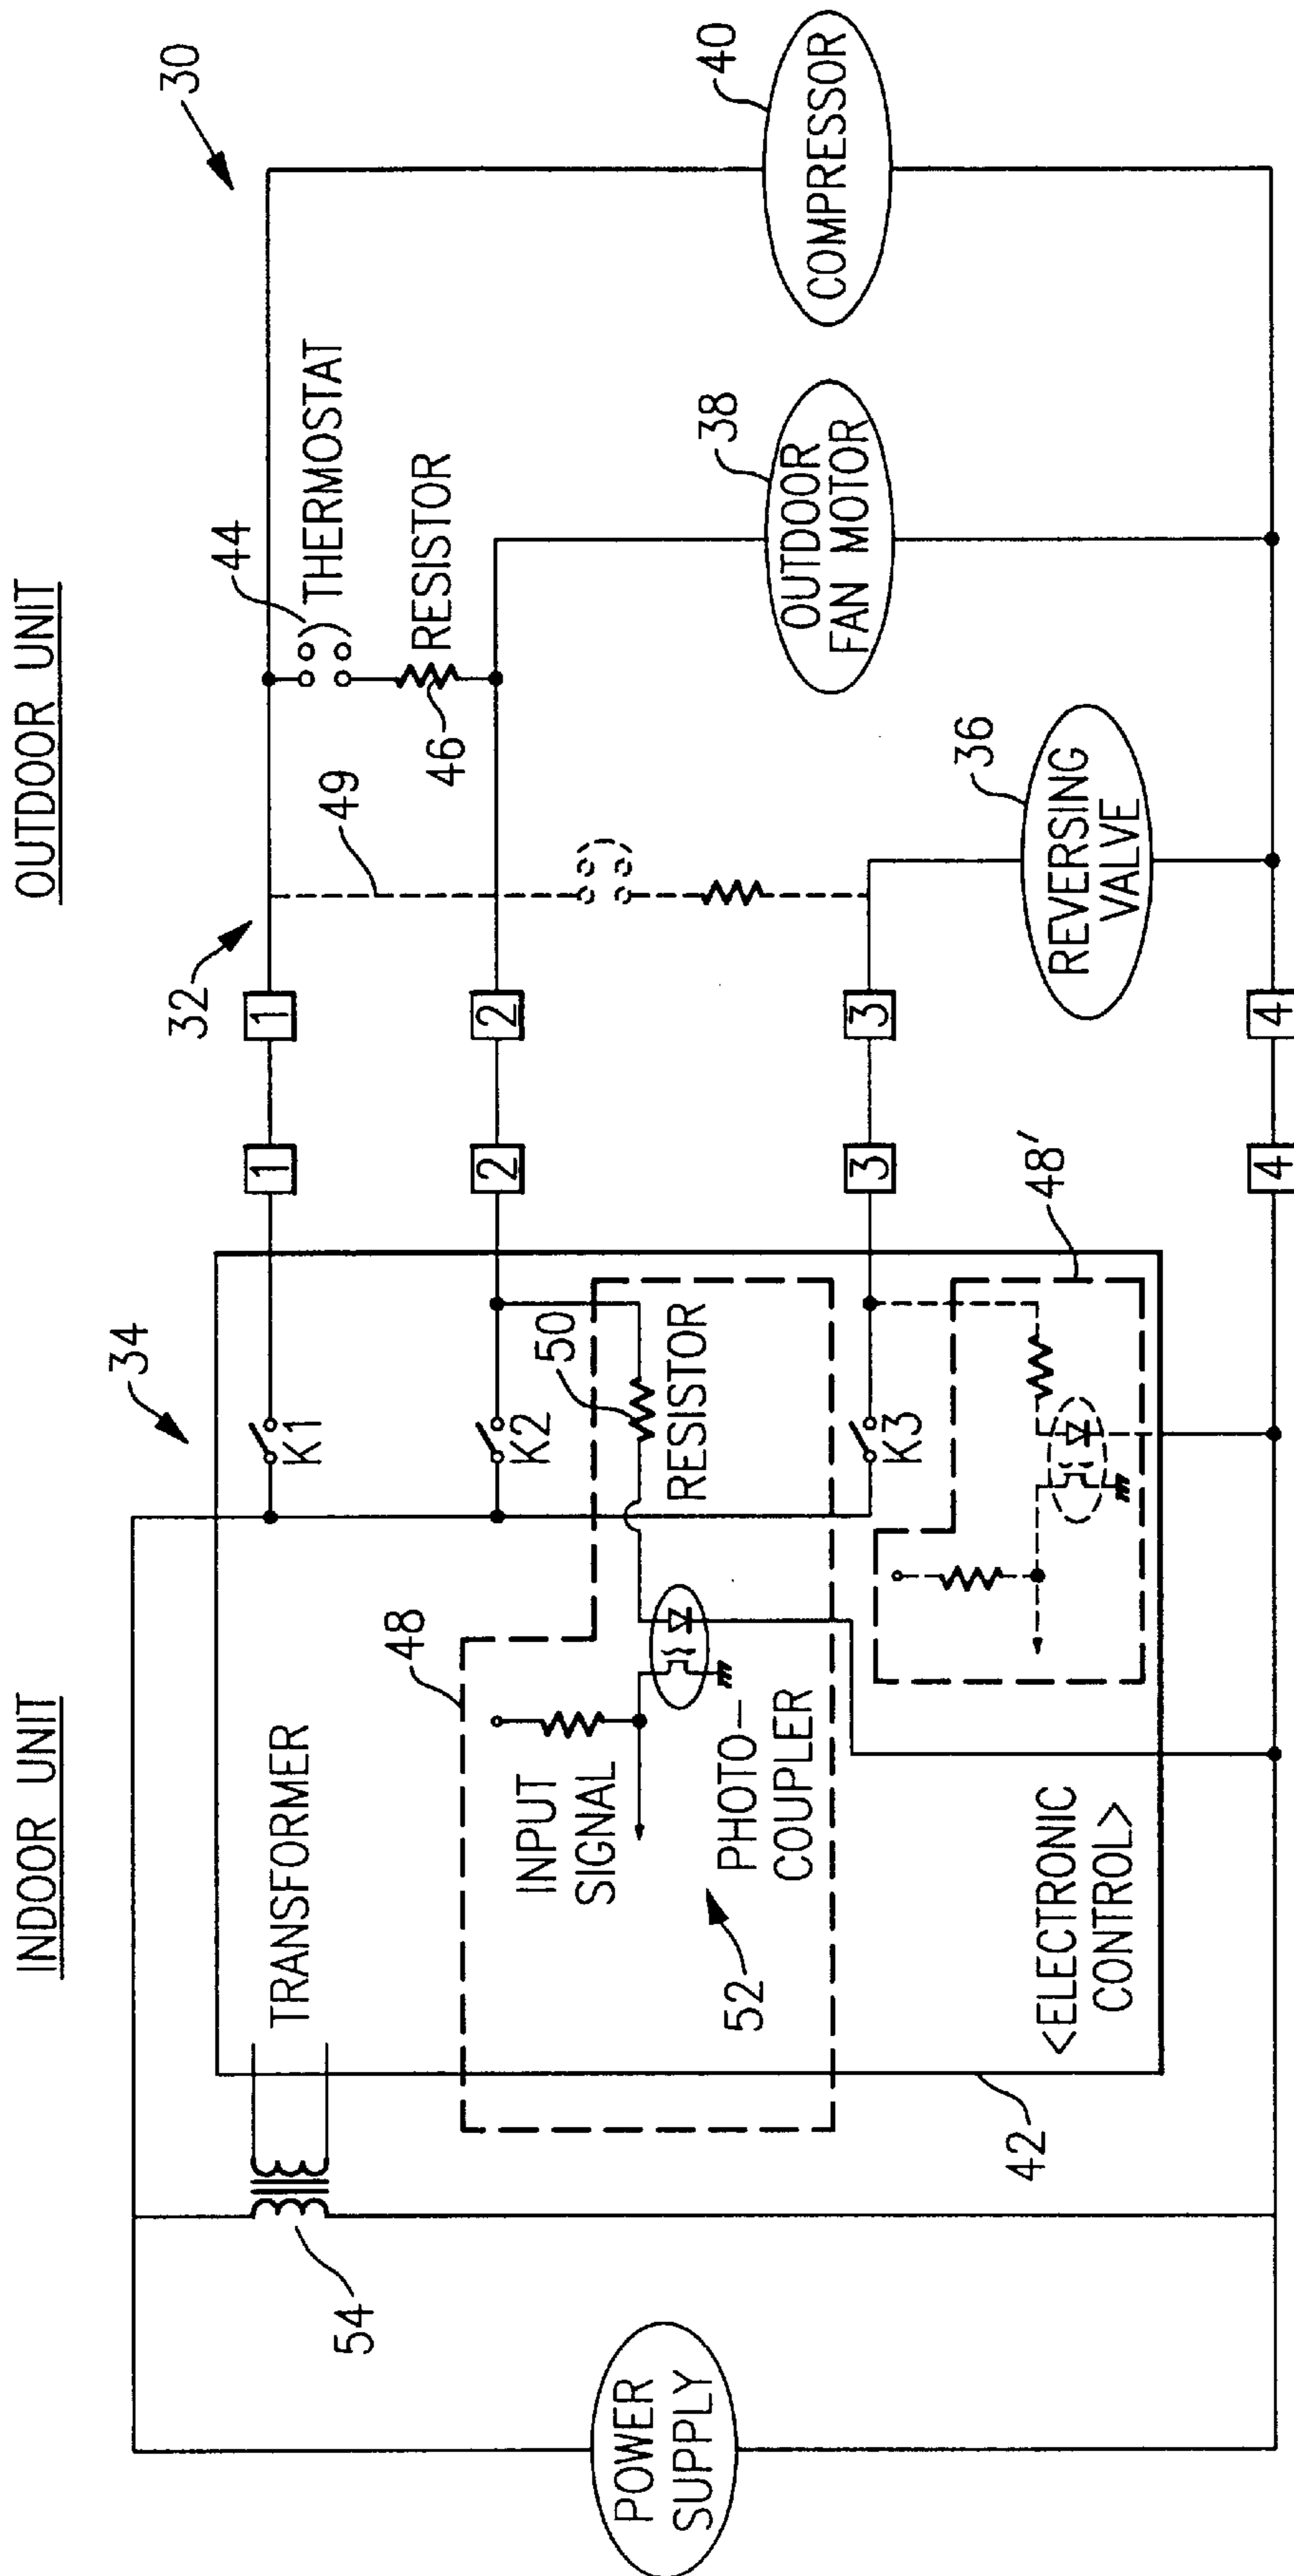 INDOOR UNIT
OUTDOOR UNIT
30
32
34
40
44
THERMOSTAT
RESISTOR
46
49
38
36
COMPRESSOR
OUTDOOR
FAN MOTOR
REVERSING
VALVE
1
1
2
2
3
3
4
4
K1
K2
K3
TRANSFORMER
54
48
INPUT
SIGNAL
50
RESISTOR
PHOTO-
COUPLER
52
48'
<ELECTRONIC
CONTROL>
42
POWER
SUPPLY